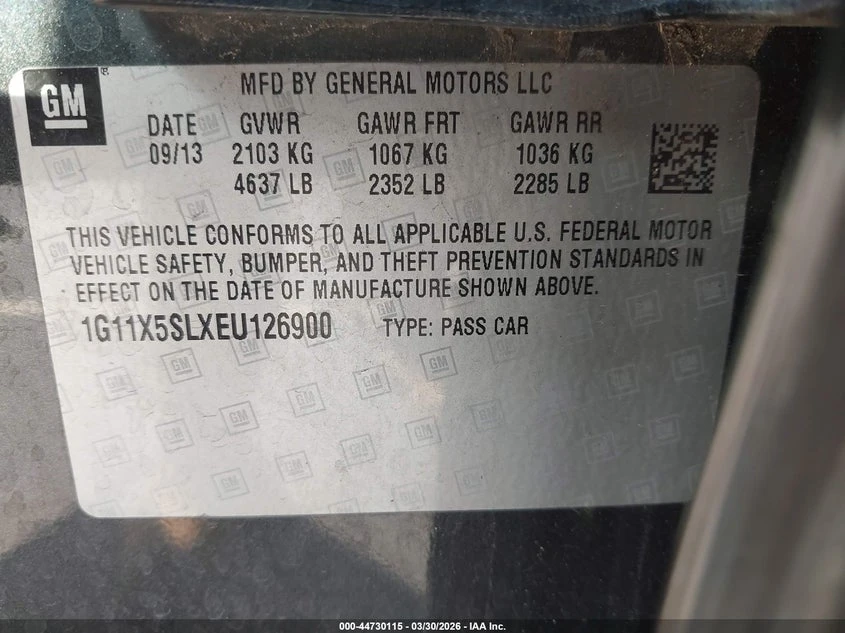 GM
MFD BY GENERAL MOTORS LLC
DATE GVWR GAWR FRT GAWR RR
09/13 2103 KG 1067 KG 1036 KG
4637 LB 2352 LB 2285 LB
THIS VEHICLE CONFORMS TO ALL APPLICABLE U.S. FEDERAL MOTOR
VEHICLE SAFETY, BUMPER, AND THEFT PREVENTION STANDARDS IN
EFFECT ON THE DATE OF MANUFACTURE SHOWN ABOVE.
1G11X5SLXEU126900 TYPE: PASS CAR
000-44730115 - 03/30/2026 - IAA Inc.